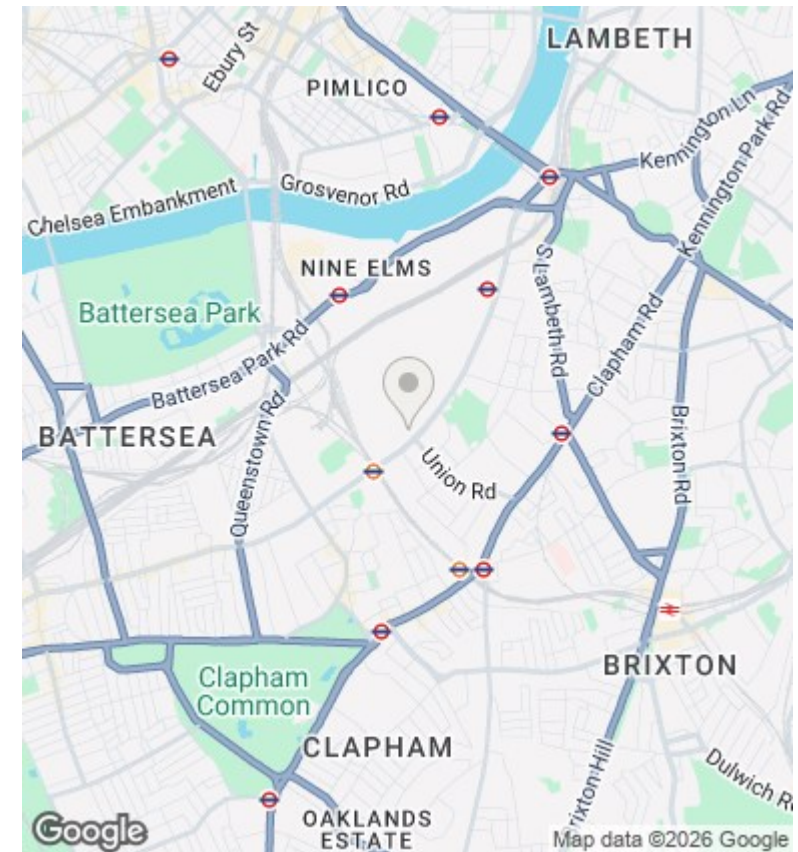 LAMBETH
Ebury St
PIMLICO
Kennington Ln
Kennington Park Rd
Grosvenor Rd
Chelsea Embankment
NINE ELMS
Battersea Park
S Lambeth Rd
Clapham Rd
Battersea Park Rd
BATTERSEA
Queenstown Rd
Union Rd
Brixton Rd
Clapham
Common
BRIXTON
CLAPHAM
Brixton Hill
Dulwich R
OAKLANDS
ESTATE
Google
Map data ©2026 Google